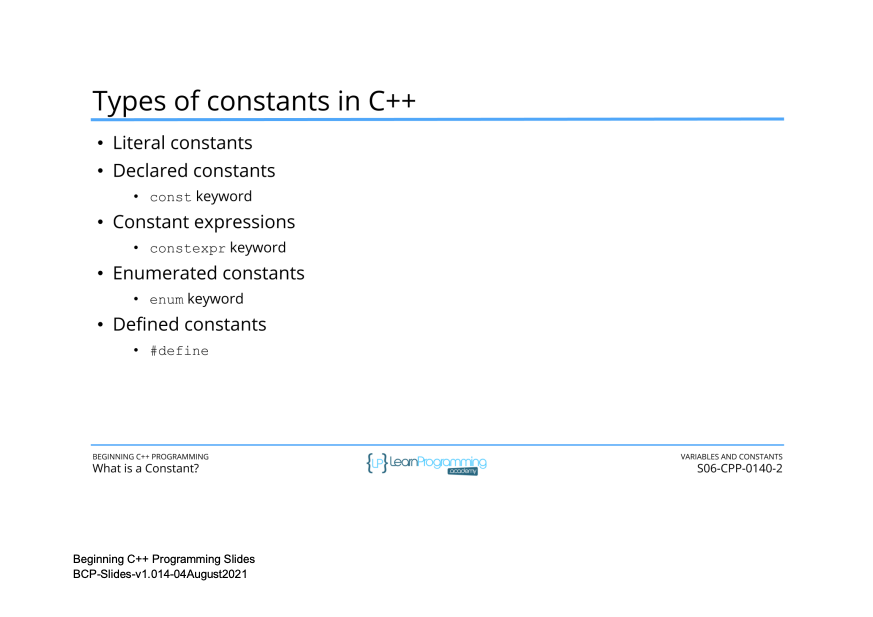 Types of constants in C++
• Literal constants
• Declared constants
• const keyword
• Constant expressions
• constexpr keyword
• Enumerated constants
• enum keyword
• Defined constants
• #define
BEGINNING C++ PROGRAMMING
What is a Constant?
{LP} LearnProgramming
academy
VARIABLES AND CONSTANTS
S06-CPP-0140-2
Beginning C++ Programming Slides
BCP-Slides-v1.014-04August2021